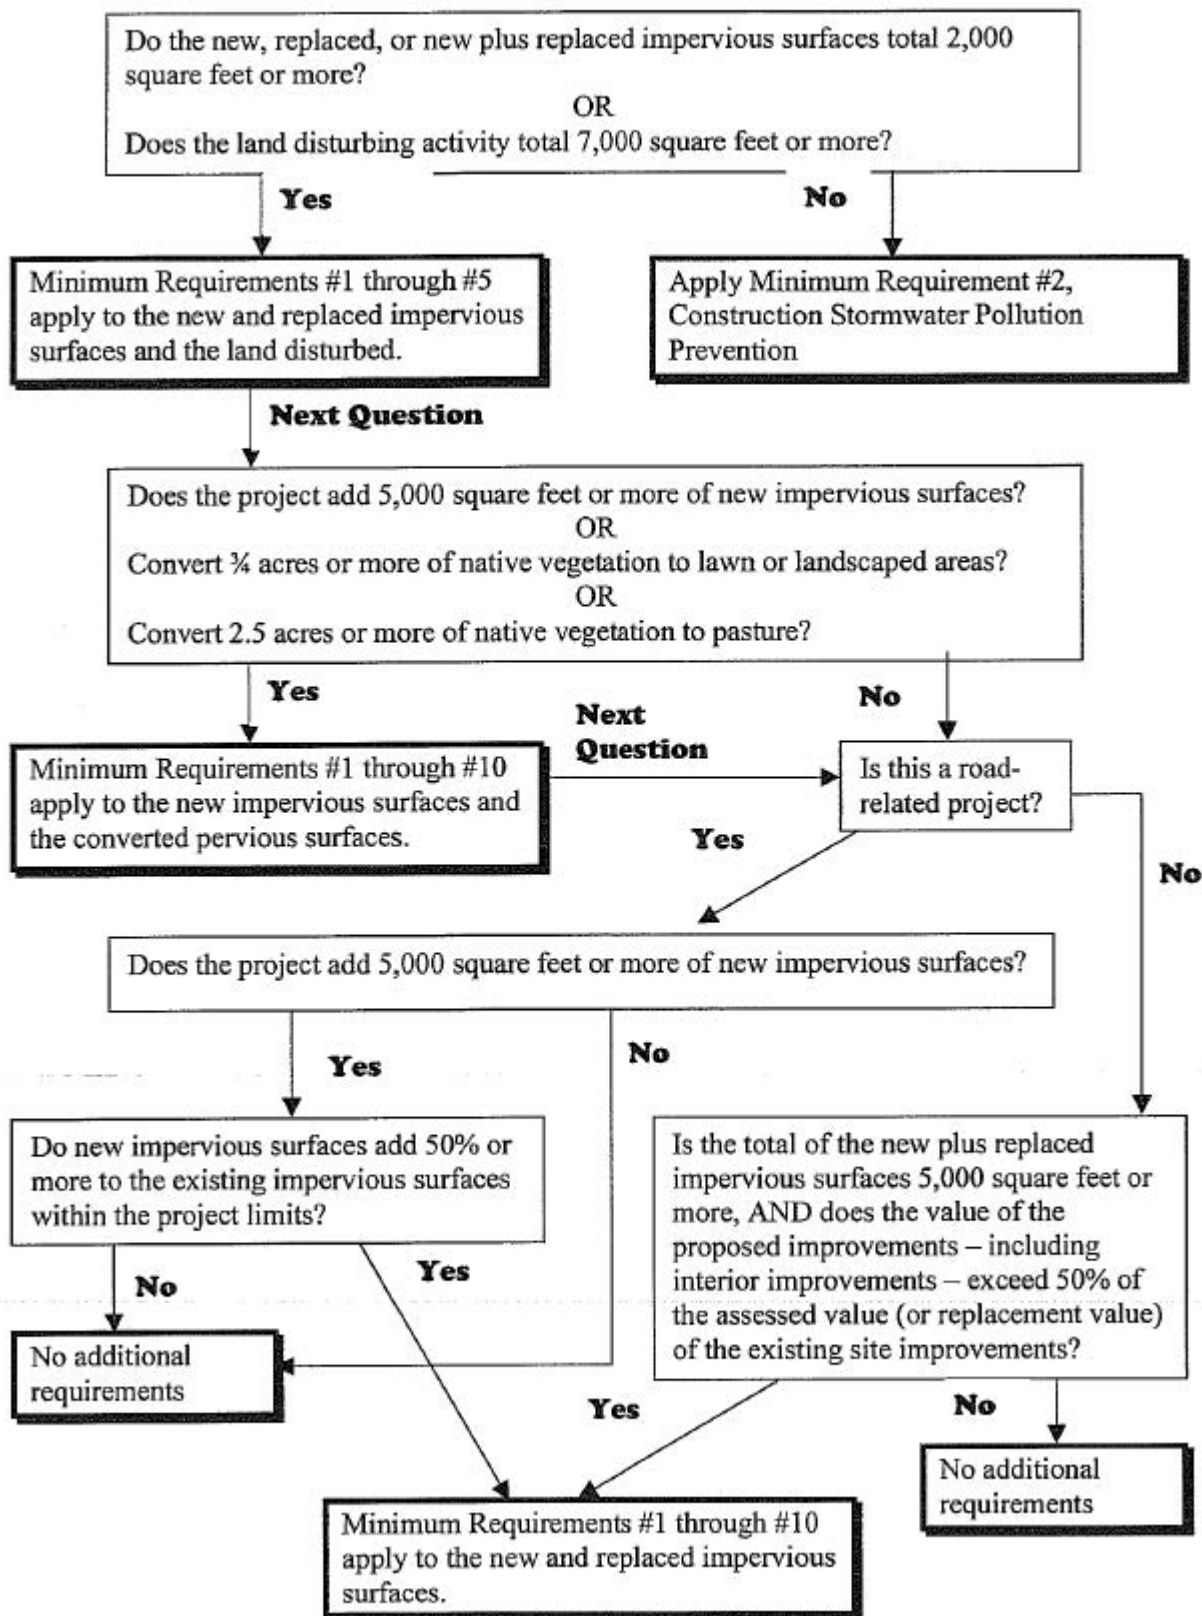 Do the new, replaced, or new plus replaced impervious surfaces total 2,000
square feet or more?
OR
Does the land disturbing activity total 7,000 square feet or more?
Yes
No
Minimum Requirements #1 through #5
apply to the new and replaced impervious
surfaces and the land disturbed.
Apply Minimum Requirement #2,
Construction Stormwater Pollution
Prevention
Next Question
Does the project add 5,000 square feet or more of new impervious surfaces?
OR
Convert ¾ acres or more of native vegetation to lawn or landscaped areas?
OR
Convert 2.5 acres or more of native vegetation to pasture?
Yes
No
Next
Question
Minimum Requirements #1 through #10
apply to the new impervious surfaces and
the converted pervious surfaces.
Is this a road-
related project?
Yes
No
Does the project add 5,000 square feet or more of new impervious surfaces?
Yes
No
Do new impervious surfaces add 50% or
more to the existing impervious surfaces
within the project limits?
Is the total of the new plus replaced
impervious surfaces 5,000 square feet or
more, AND does the value of the
proposed improvements – including
interior improvements – exceed 50% of
the assessed value (or replacement value)
of the existing site improvements?
No
Yes
No additional
requirements
Yes
No
No additional
requirements
Minimum Requirements #1 through #10
apply to the new and replaced impervious
surfaces.